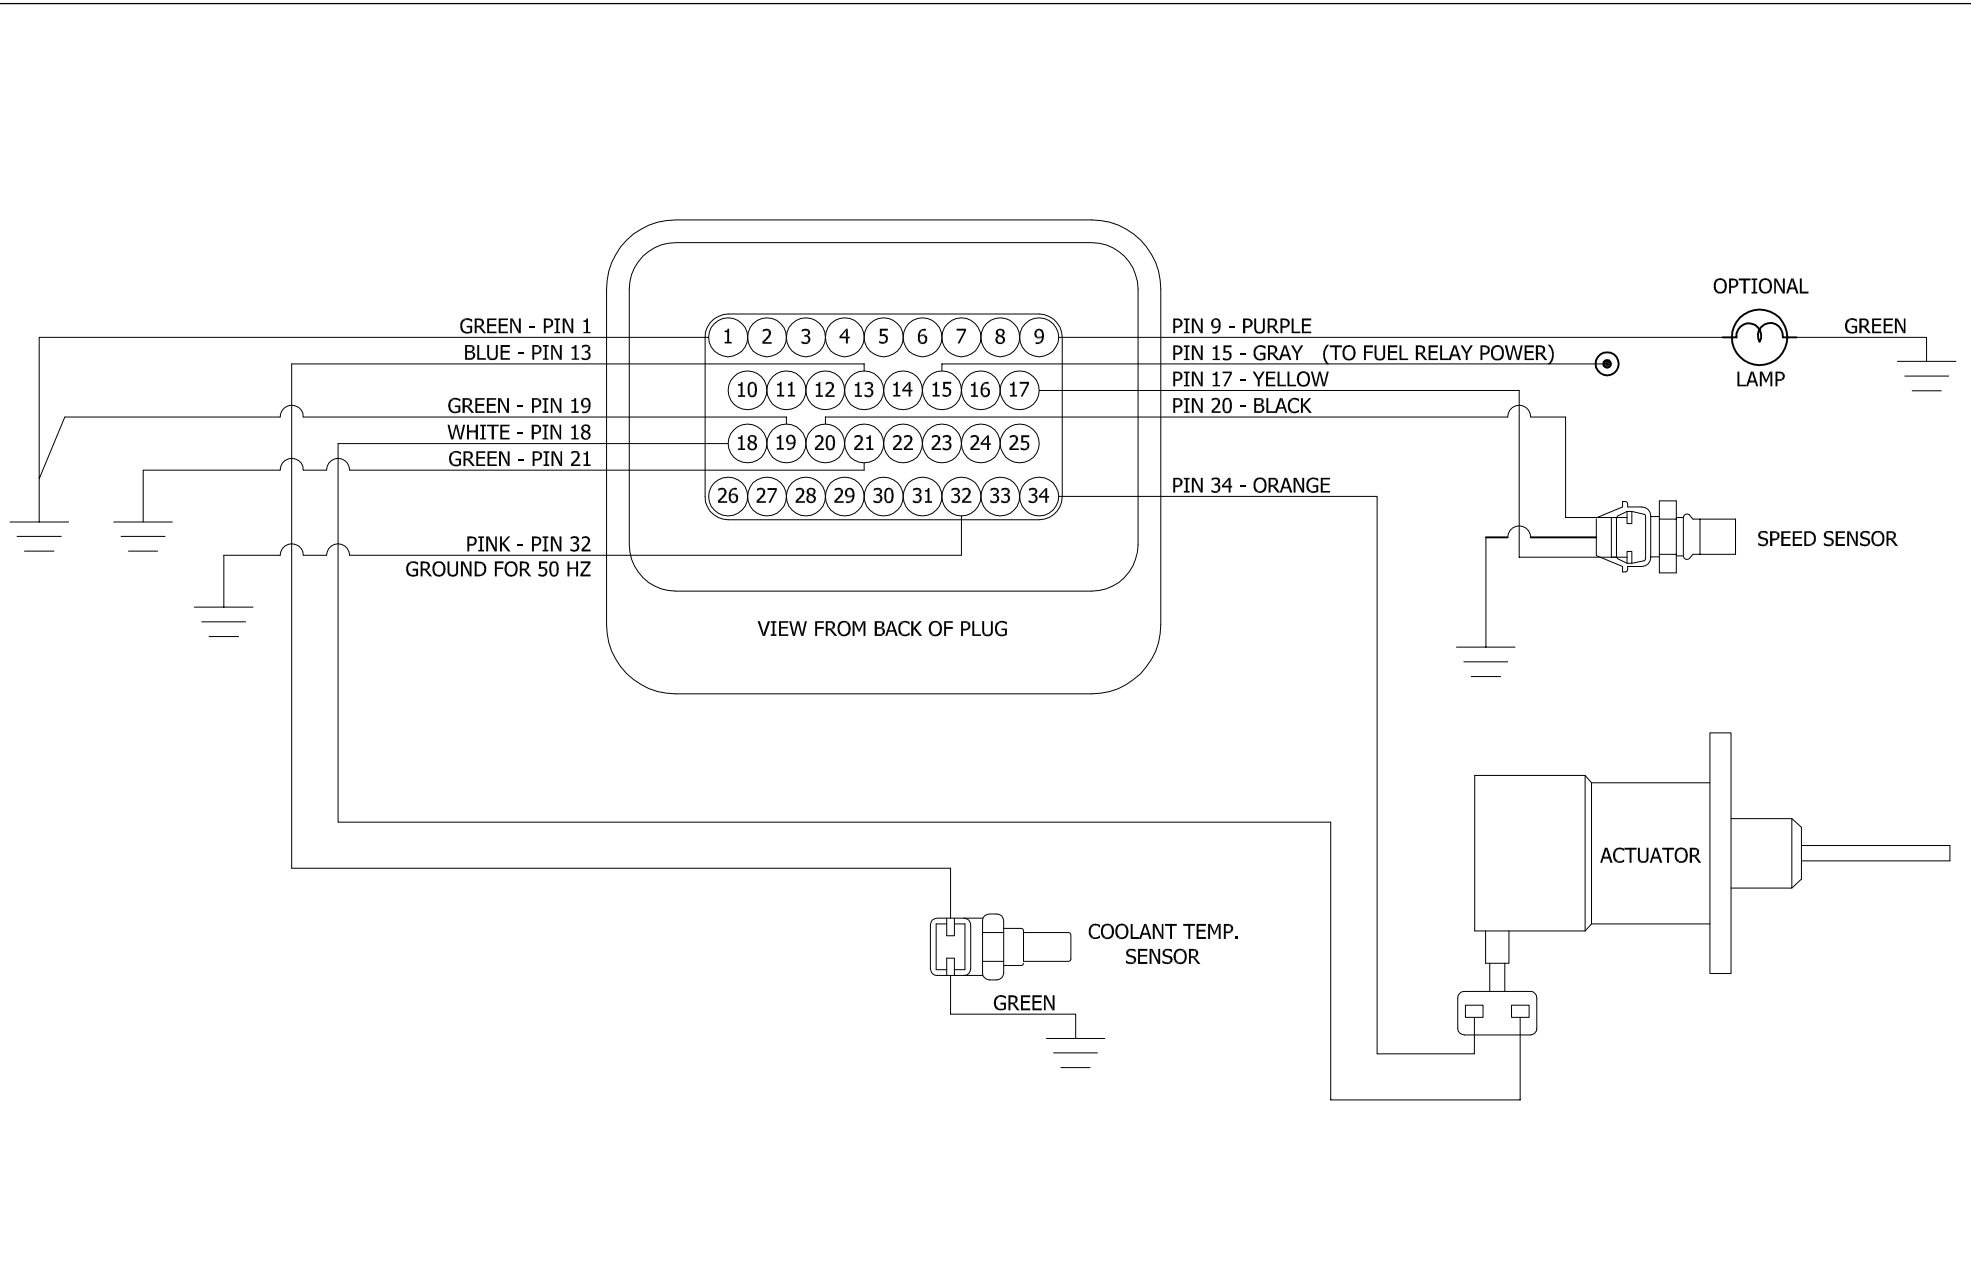 OPTIONAL
GREEN - PIN 1
PIN 9 - PURPLE
GREEN
1 2 3 4 5 6 7 8 9
BLUE - PIN 13
PIN 15 - GRAY (TO FUEL RELAY POWER)
LAMP
PIN 17 - YELLOW
10 11 12 13 14 15 16 17
GREEN - PIN 19
PIN 20 - BLACK
WHITE - PIN 18
18 19 20 21 22 23 24 25
GREEN - PIN 21
PIN 34 - ORANGE
26 27 28 29 30 31 32 33 34
PINK - PIN 32
GROUND FOR 50 HZ
SPEED SENSOR
VIEW FROM BACK OF PLUG
ACTUATOR
COOLANT TEMP.
SENSOR
GREEN